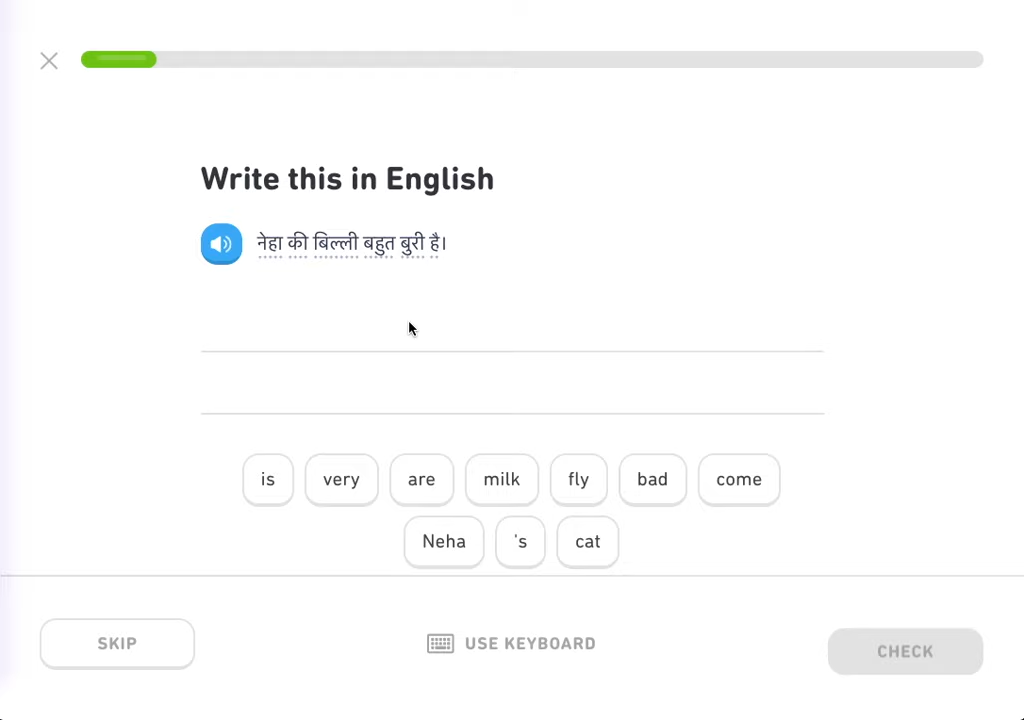 Write this in English
नेहा की बिल्ली बहुत बुरी है।
is very are milk fly bad come
Neha 's cat
SKIP USE KEYBOARD CHECK